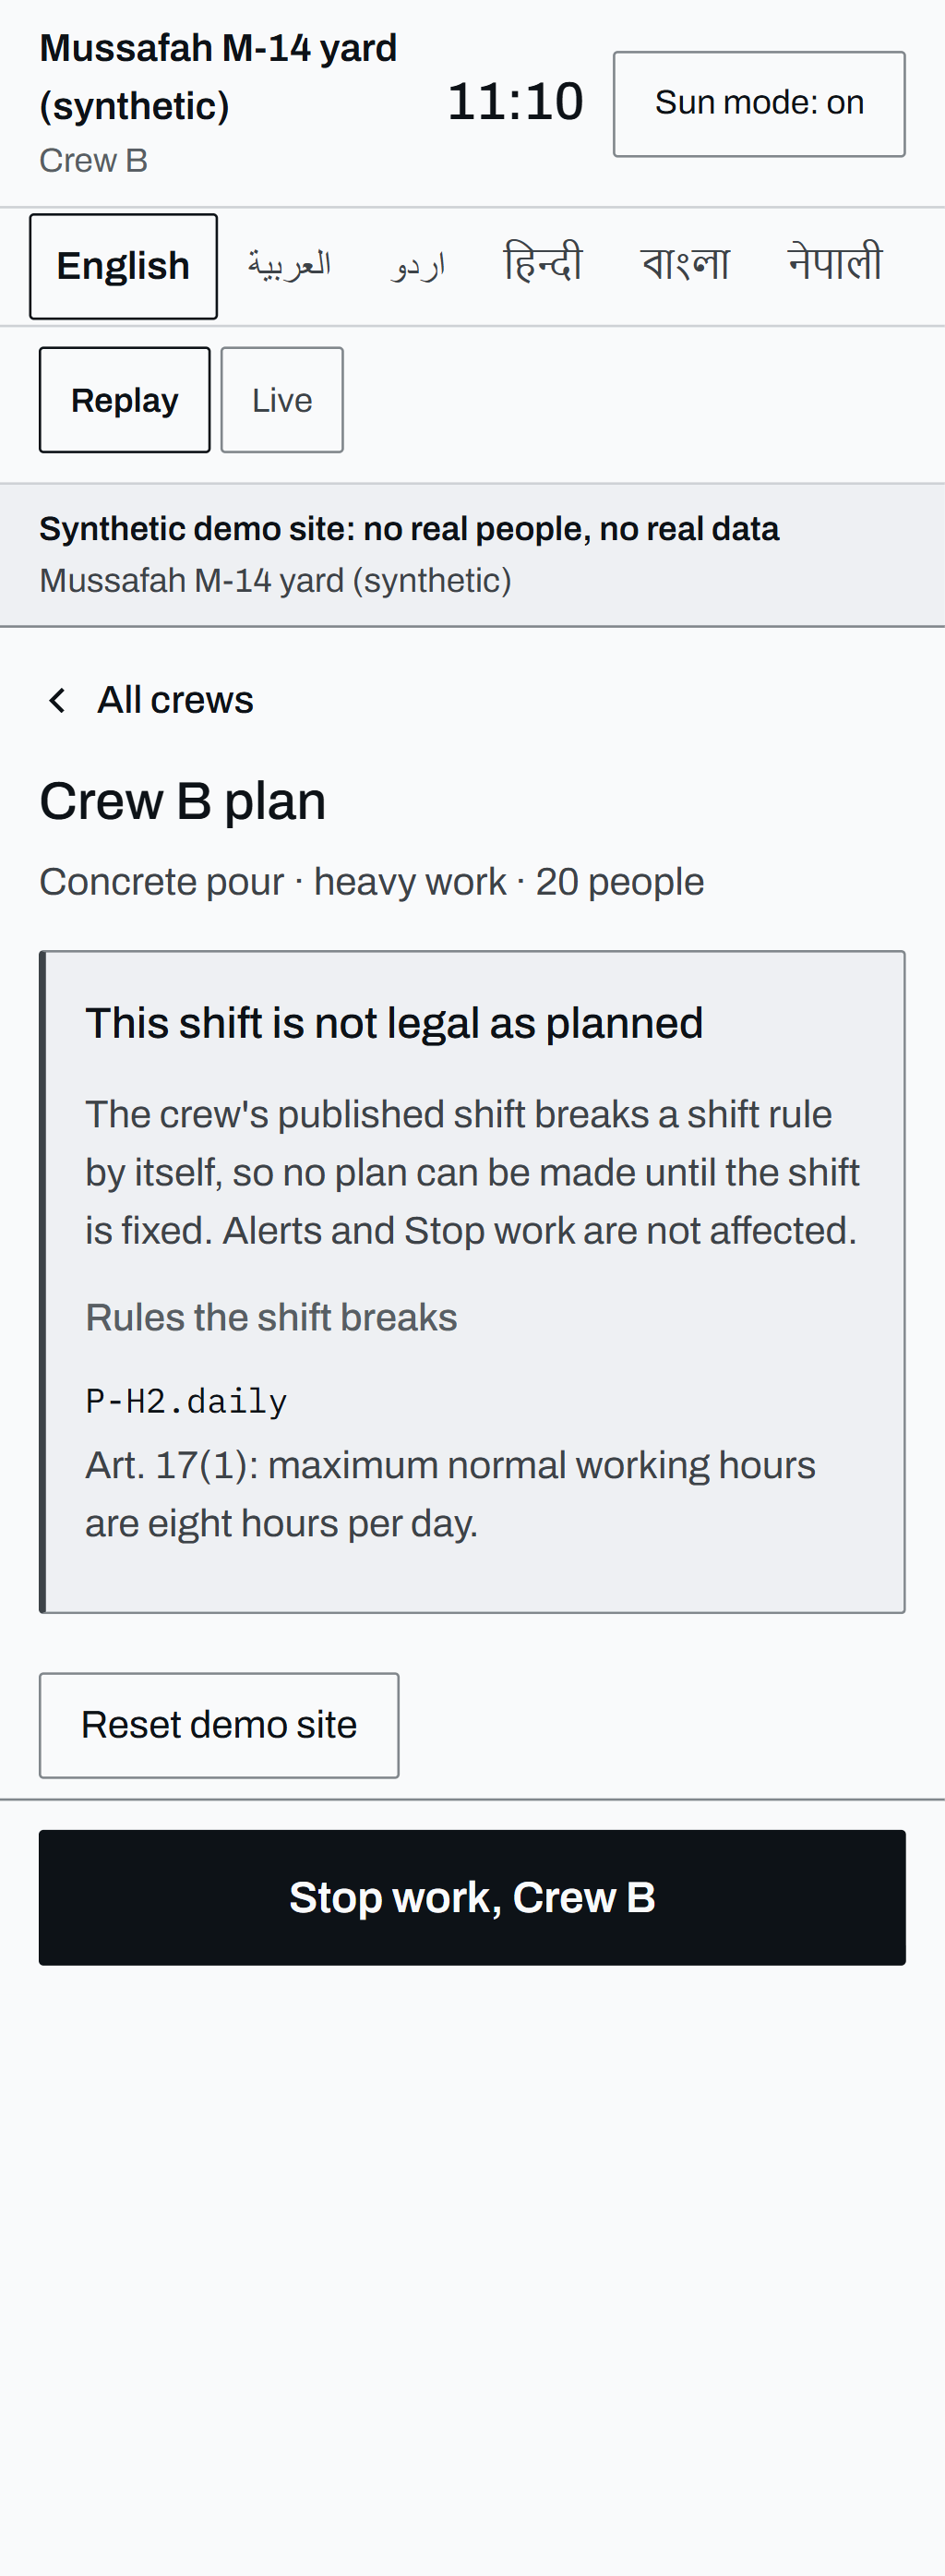 Mussafah M-14 yard
(synthetic)
Crew B
11:10
Sun mode: on
English العربية اردو हिन्दी বাংলা नेपाली
Replay Live
Synthetic demo site: no real people, no real data
Mussafah M-14 yard (synthetic)
All crews
Crew B plan
Concrete pour · heavy work · 20 people
This shift is not legal as planned
The crew's published shift breaks a shift rule
by itself, so no plan can be made until the shift
is fixed. Alerts and Stop work are not affected.
Rules the shift breaks
P-H2.daily
Art. 17(1): maximum normal working hours
are eight hours per day.
Reset demo site
Stop work, Crew B